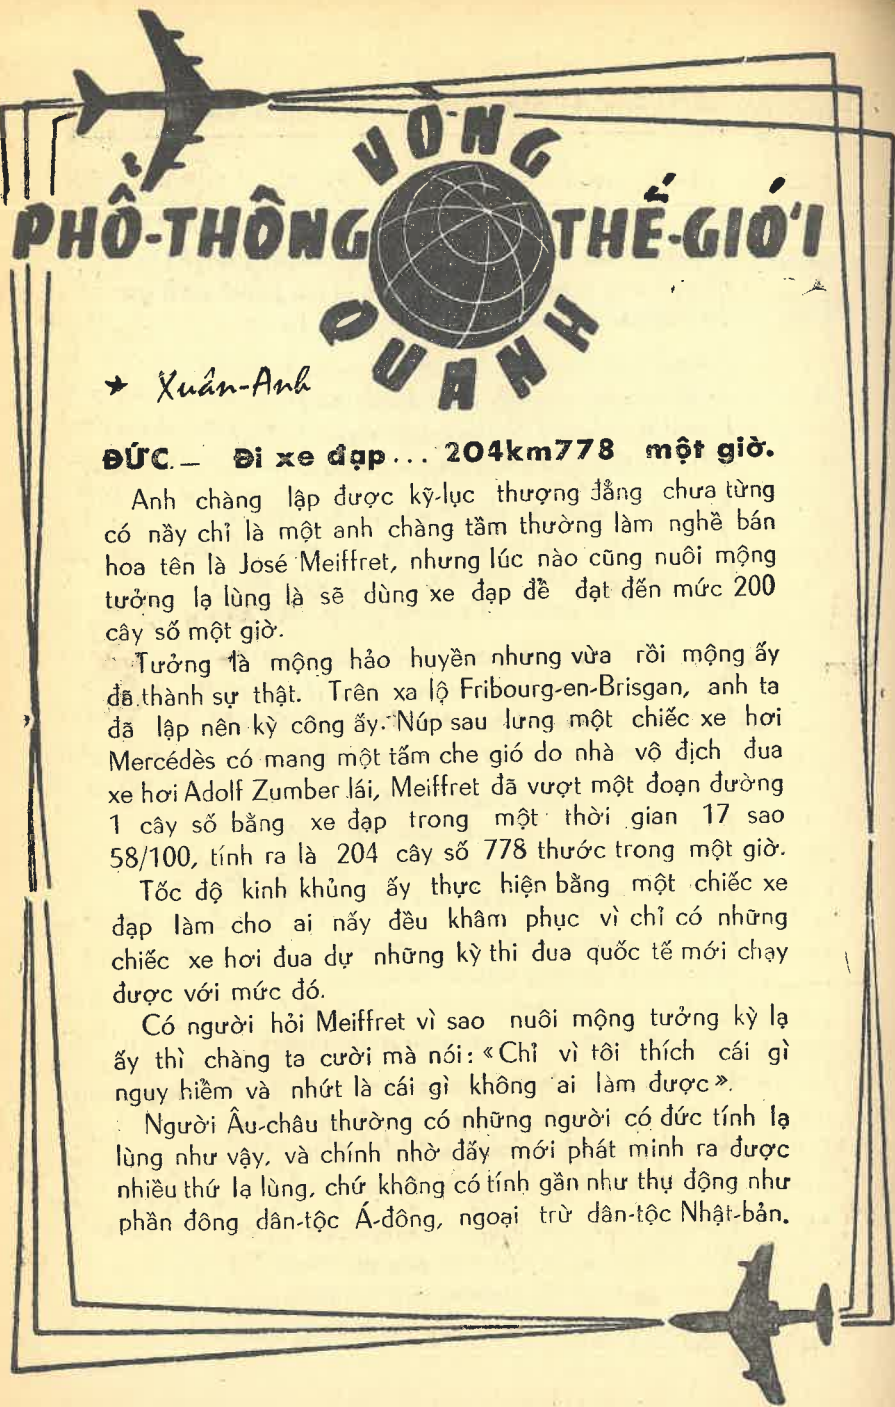 PHỔ-THÔNG VÒNG QUANH THẾ-GIỚI
★ Xuân-Anh
ĐỨC.— Đi xe đạp... 204km778 một giờ.
Anh chàng lập được kỹ-lục thượng đẳng chưa từng
có nầy chỉ là một anh chàng tầm thường làm nghề bán
hoa tên là José Meiffret, nhưng lúc nào cũng nuôi mộng
tưởng lạ lùng là sẽ dùng xe đạp để đạt đến mức 200
cây số một giờ.
Tưởng là mộng hảo huyền nhưng vừa rồi mộng ấy
đã thành sự thật. Trên xa lộ Fribourg-en-Brisgan, anh ta
đã lập nên kỳ công ấy. Núp sau lưng một chiếc xe hơi
Mercédès có mang một tấm che gió do nhà vô địch đua
xe hơi Adolf Zumber lái, Meiffret đã vượt một đoạn đường
1 cây số bằng xe đạp trong một thời gian 17 sao
58/100, tính ra là 204 cây số 778 thước trong một giờ.
Tốc độ kinh khủng ấy thực hiện bằng một chiếc xe
đạp làm cho ai nấy đều khâm phục vì chỉ có những
chiếc xe hơi đua dự những kỳ thi đua quốc tế mới chạy
được với mức đó.
Có người hỏi Meiffret vì sao nuôi mộng tưởng kỳ lạ
ấy thì chàng ta cười mà nói: «Chỉ vì tôi thích cái gì
nguy hiểm và nhứt là cái gì không ai làm được».
Người Âu-châu thường có những người có đức tính lạ
lùng như vậy, và chính nhờ đấy mới phát minh ra được
nhiều thứ lạ lùng, chứ không có tính gần như thụ động như
phần đông dân-tộc Á-đông, ngoại trừ dân-tộc Nhật-bản.